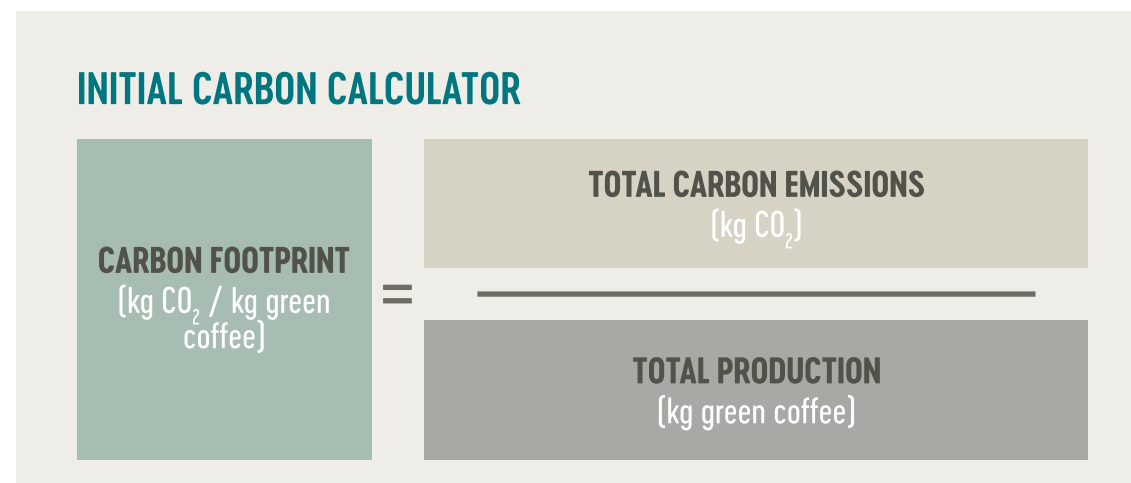 INITIAL CARBON CALCULATOR
CARBON FOOTPRINT
(kg CO₂ / kg green
coffee)
=
TOTAL CARBON EMISSIONS
(kg CO₂)
TOTAL PRODUCTION
(kg green coffee)